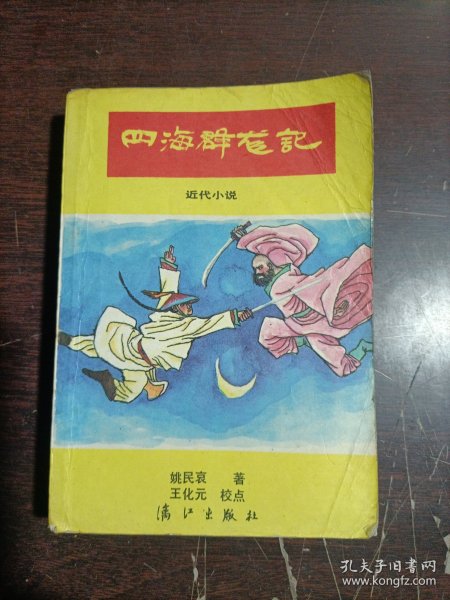 四海群龙記
近代小说
姚民哀 著
王化元 校点
漓江出版社
孔夫子旧书网
www.kongfz.com